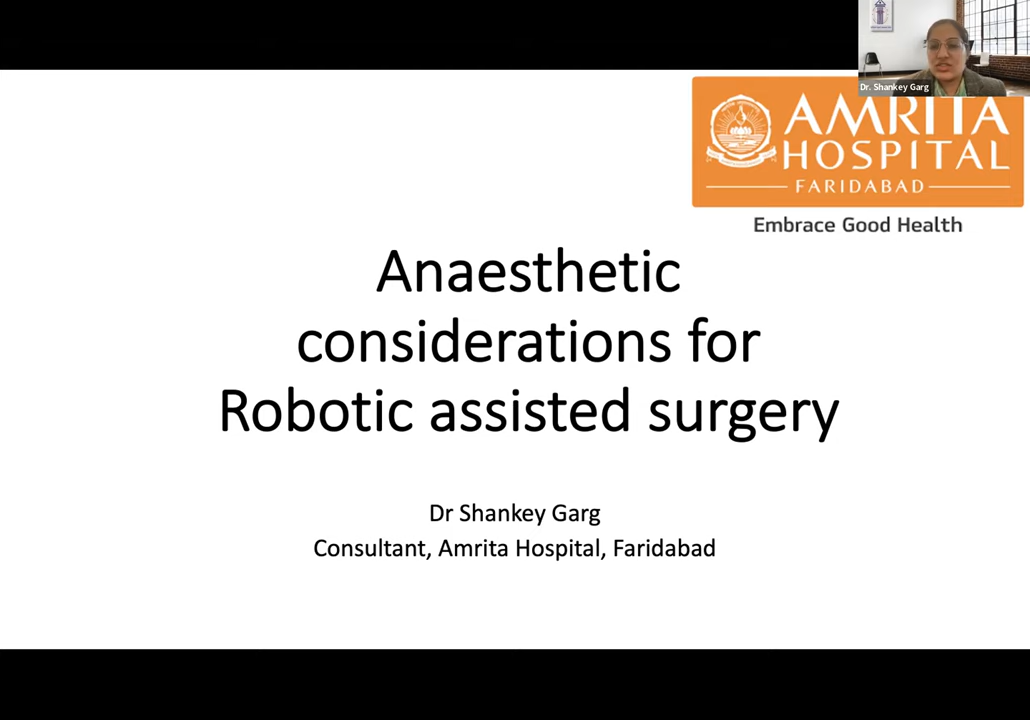 Dr. Shankey Garg
AMRITA
HOSPITAL
FARIDABAD
Embrace Good Health
Anaesthetic
considerations for
Robotic assisted surgery
Dr Shankey Garg
Consultant, Amrita Hospital, Faridabad